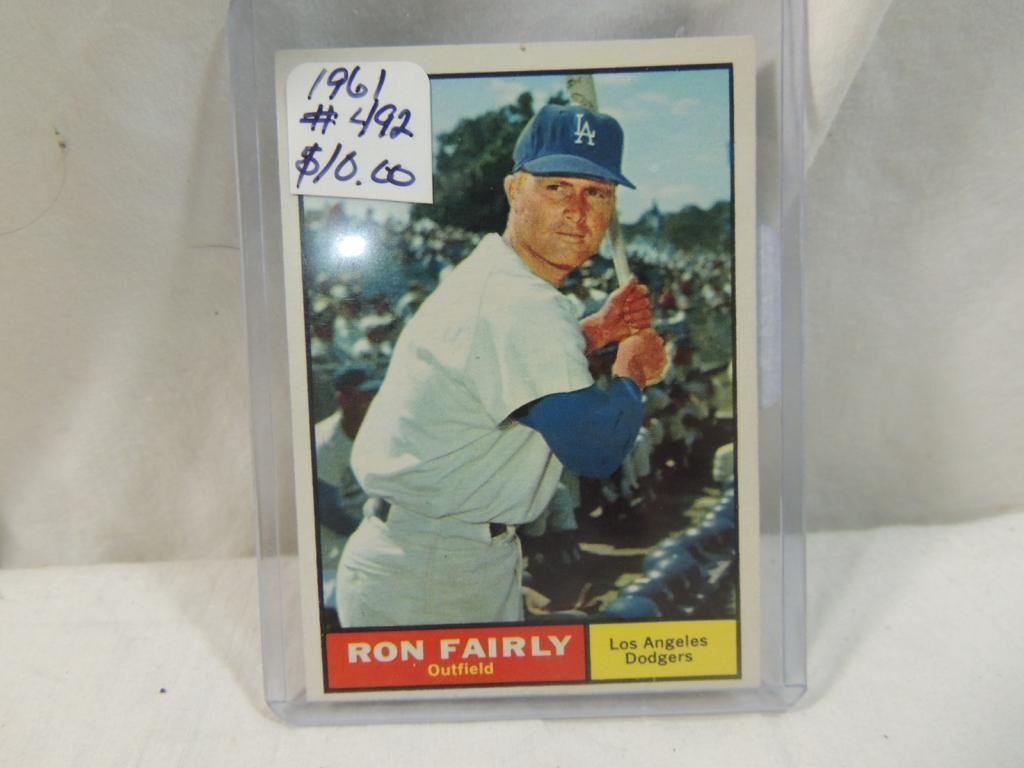 1961
# 492
$10.00
LA
RON FAIRLY
Outfield
Los Angeles
Dodgers